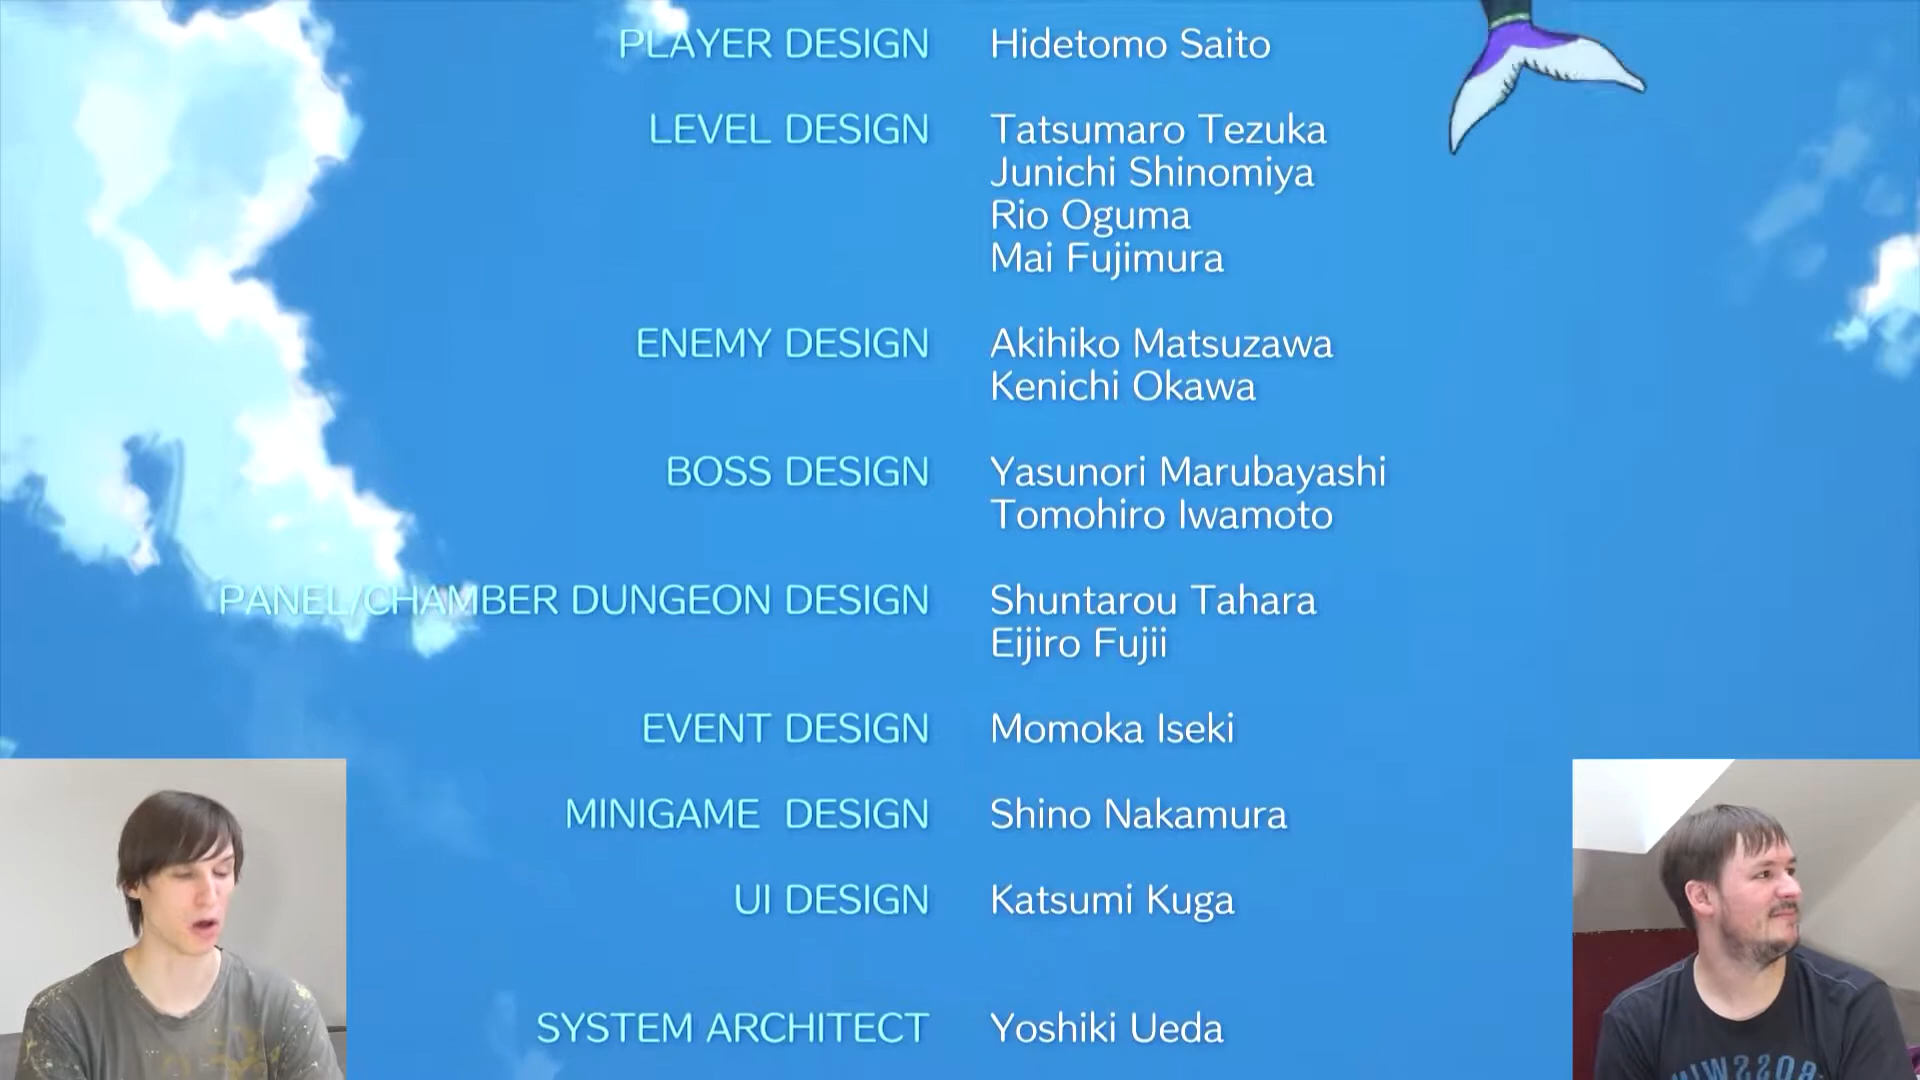 PLAYER DESIGN Hidetomo Saito
LEVEL DESIGN Tatsumaro Tezuka
Junichi Shinomiya
Rio Oguma
Mai Fujimura
ENEMY DESIGN Akihiko Matsuzawa
Kenichi Okawa
BOSS DESIGN Yasunori Marubayashi
Tomohiro Iwamoto
PANEL/CHAMBER DUNGEON DESIGN Shuntarou Tahara
Eijiro Fujii
EVENT DESIGN Momoka Iseki
MINIGAME DESIGN Shino Nakamura
UI DESIGN Katsumi Kuga
SYSTEM ARCHITECT Yoshiki Ueda